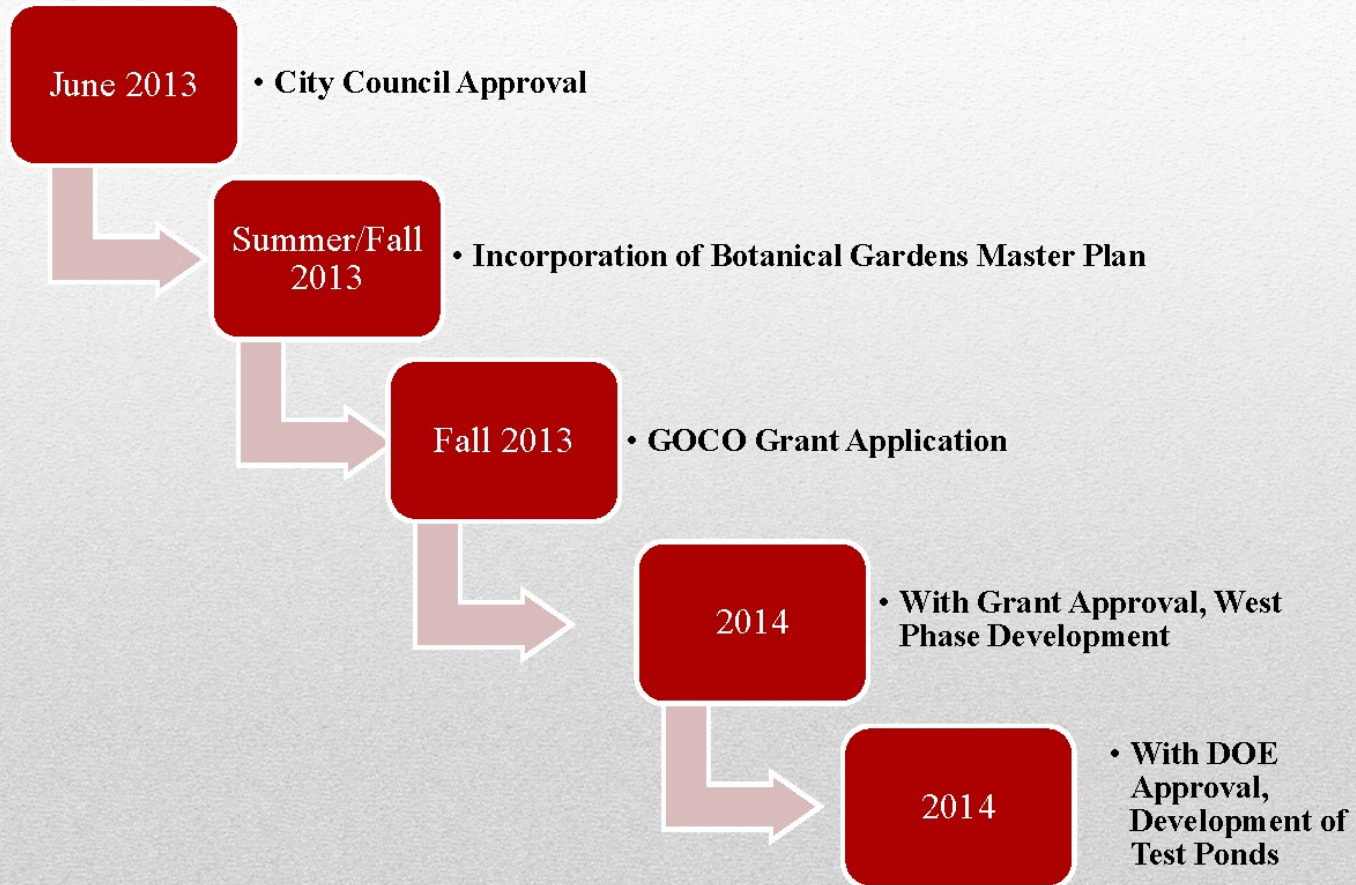 June 2013
• City Council Approval
Summer/Fall
2013
• Incorporation of Botanical Gardens Master Plan
Fall 2013
• GOCO Grant Application
2014
• With Grant Approval, West
Phase Development
2014
• With DOE
Approval,
Development of
Test Ponds